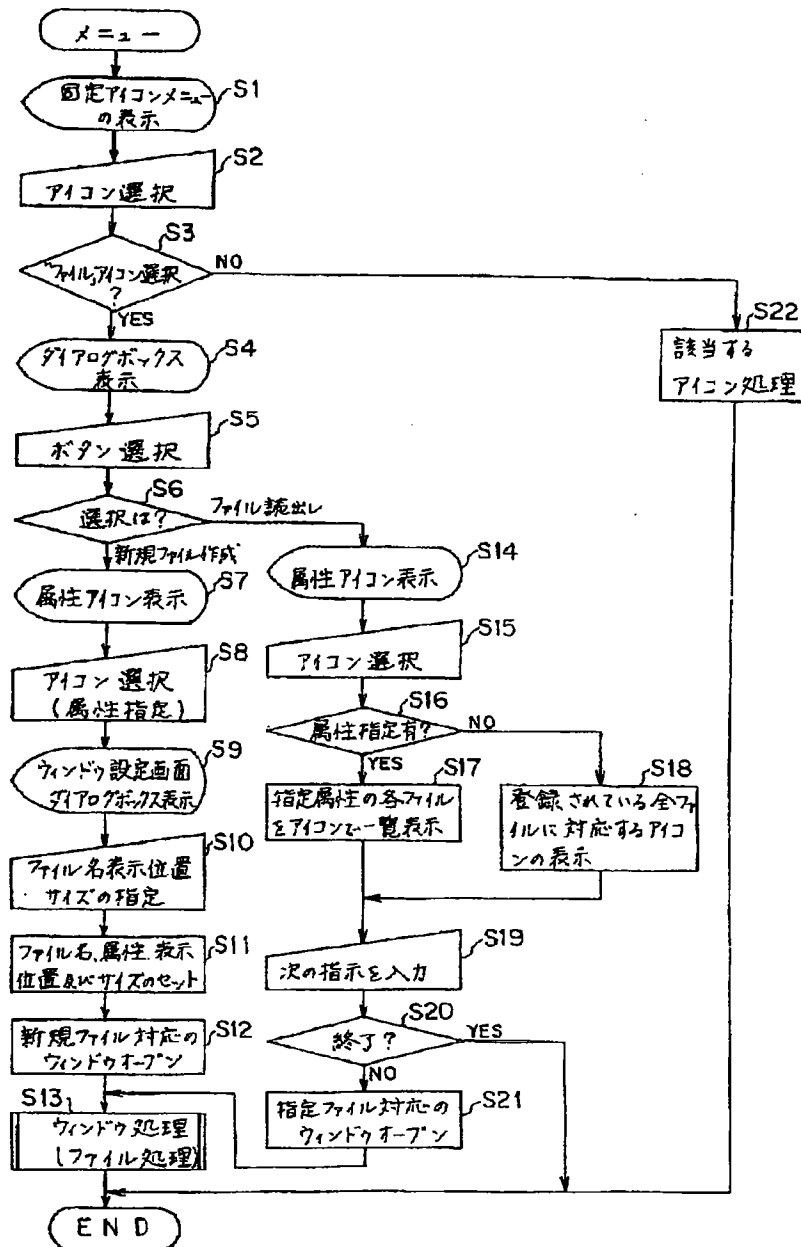 メニュー
固定アイコンメニュー
の表示
S1
S2
アイコン選択
S3
「ファイル」アイコン選択
?
NO
YES
S22
該当する
アイコン処理
S4
ダイアログボックス
表示
S5
ボタン選択
S6
選択は?
ファイル読出し
新規ファイル作成
S7
属性アイコン表示
S14
属性アイコン表示
S8
アイコン選択
(属性指定)
S15
アイコン選択
S16
属性指定有?
NO
YES
S9
ウィンドウ設定画面
ダイアログボックス表示
S17
指定属性の各ファイル
をアイコンで一覧表示
S18
登録されている全ファ
イルに対応するアイコ
ンの表示
S10
ファイル名表示位置
サイズの指定
S11
ファイル名、属性、表示
位置及びサイズのセット
S19
次の指示を入力
S12
新規ファイル対応の
ウィンドウオープン
S20
終了?
YES
NO
S13
ウィンドウ処理
(ファイル処理)
S21
指定ファイル対応の
ウィンドウオープン
END